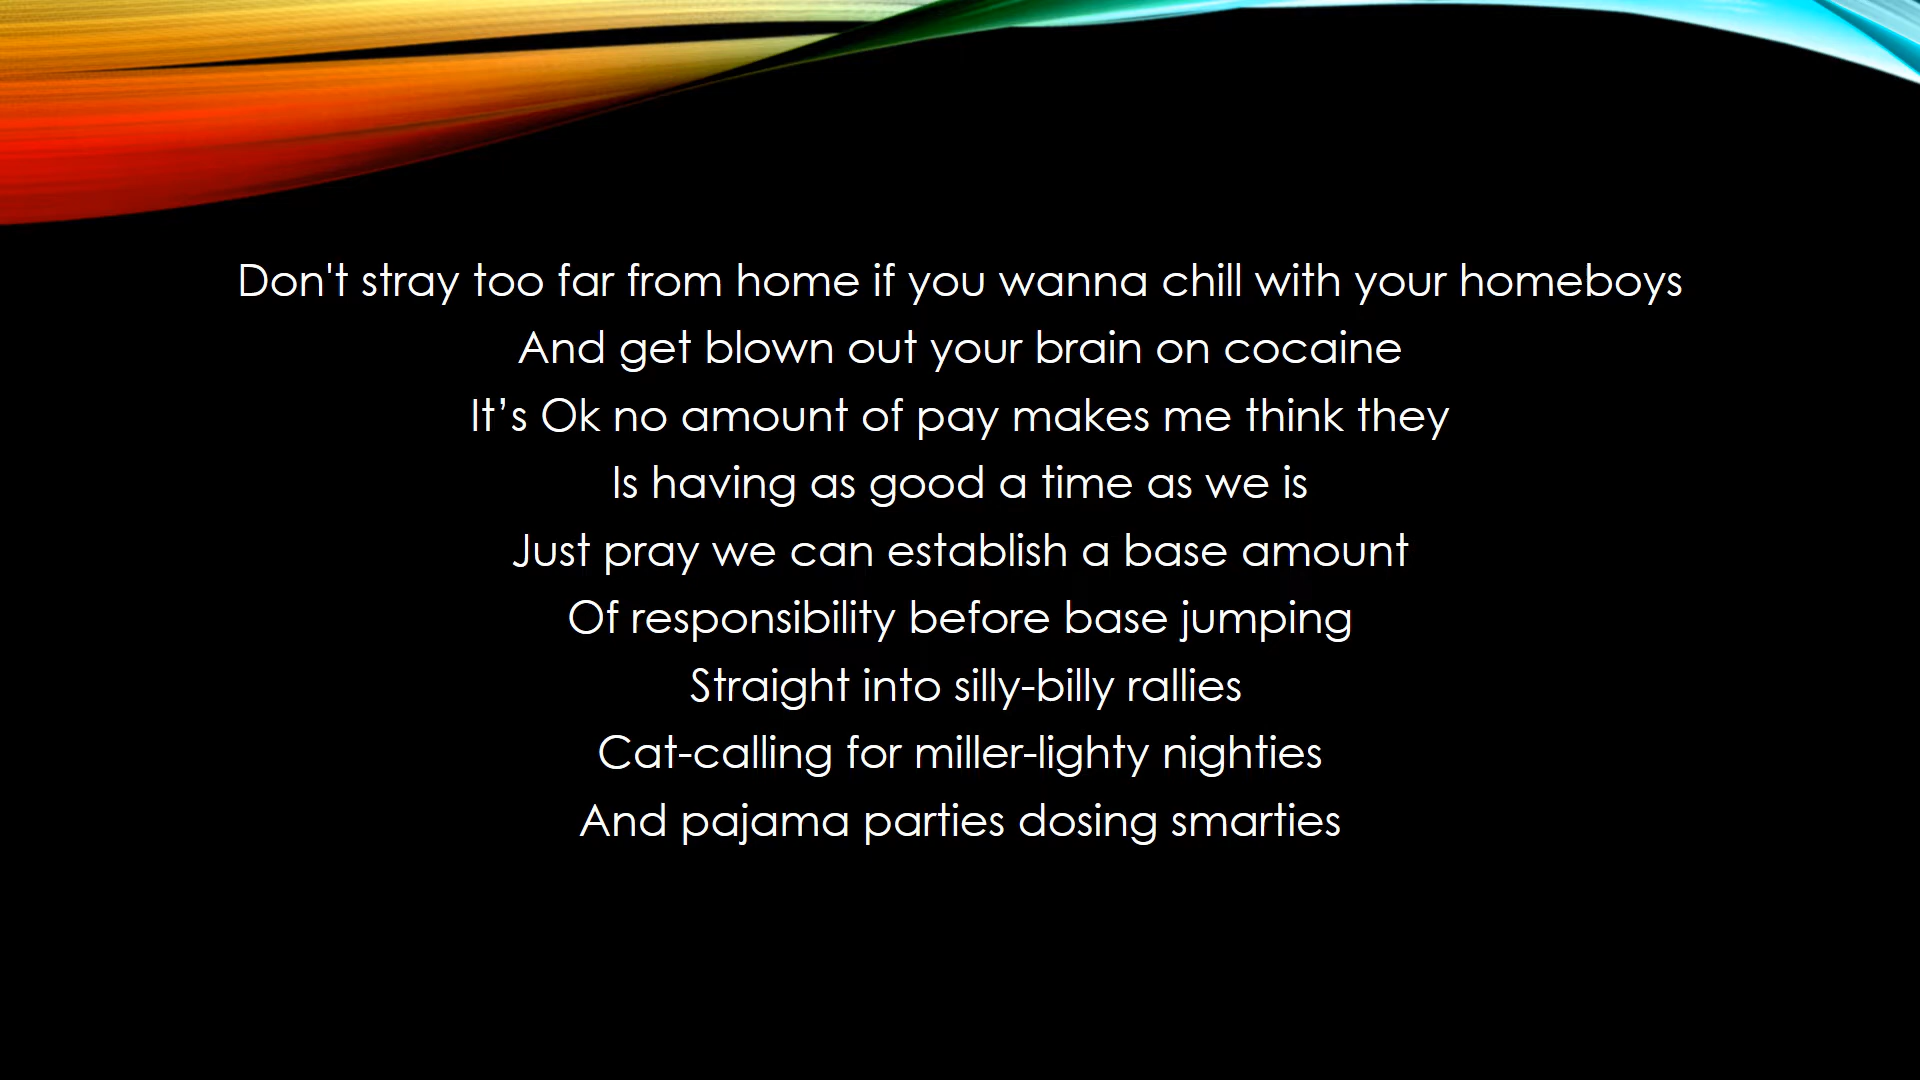 Don't stray too far from home if you wanna chill with your homeboys
And get blown out your brain on cocaine
It’s Ok no amount of pay makes me think they
Is having as good a time as we is
Just pray we can establish a base amount
Of responsibility before base jumping
Straight into silly-billy rallies
Cat-calling for miller-lighty nighties
And pajama parties dosing smarties